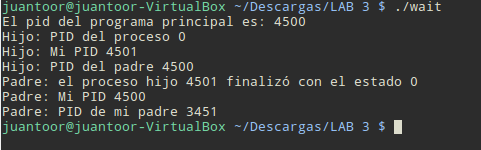 juantoor@juantoor-VirtualBox ~/Descargas/LAB 3 $ ./wait
El pid del programa principal es: 4500
Hijo: PID del proceso 0
Hijo: Mi PID 4501
Hijo: PID del padre 4500
Padre: el proceso hijo 4501 finalizó con el estado 0
Padre: Mi PID 4500
Padre: PID de mi padre 3451
juantoor@juantoor-VirtualBox ~/Descargas/LAB 3 $